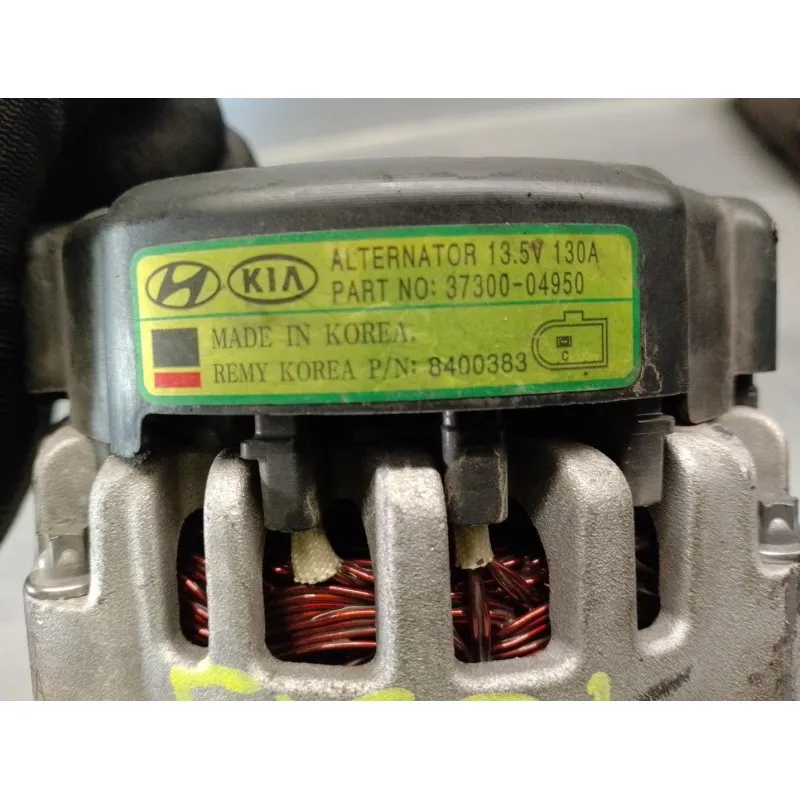 KIA ALTERNATOR 13.5V 130A
PART NO: 37300-04950
MADE IN KOREA.
REMY KOREA P/N: 8400383
C